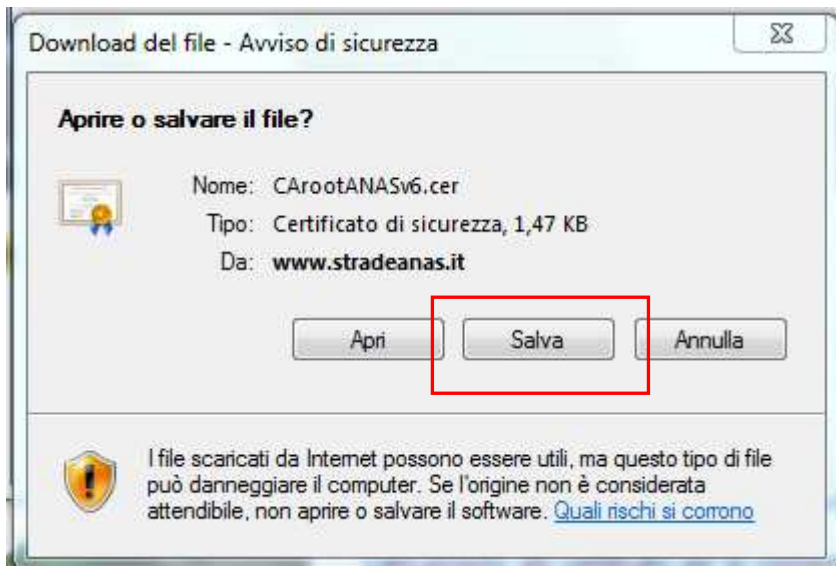 Download del file - Avviso di sicurezza
Aprire o salvare il file?
Nome: CArootANASv6.cer
Tipo: Certificato di sicurezza, 1,47 KB
Da: www.stradeanas.it
Apri Salva Annulla
I file scaricati da Internet possono essere utili, ma questo tipo di file
può danneggiare il computer. Se l'origine non è considerata
attendibile, non aprire o salvare il software. Quali rischi si corrono